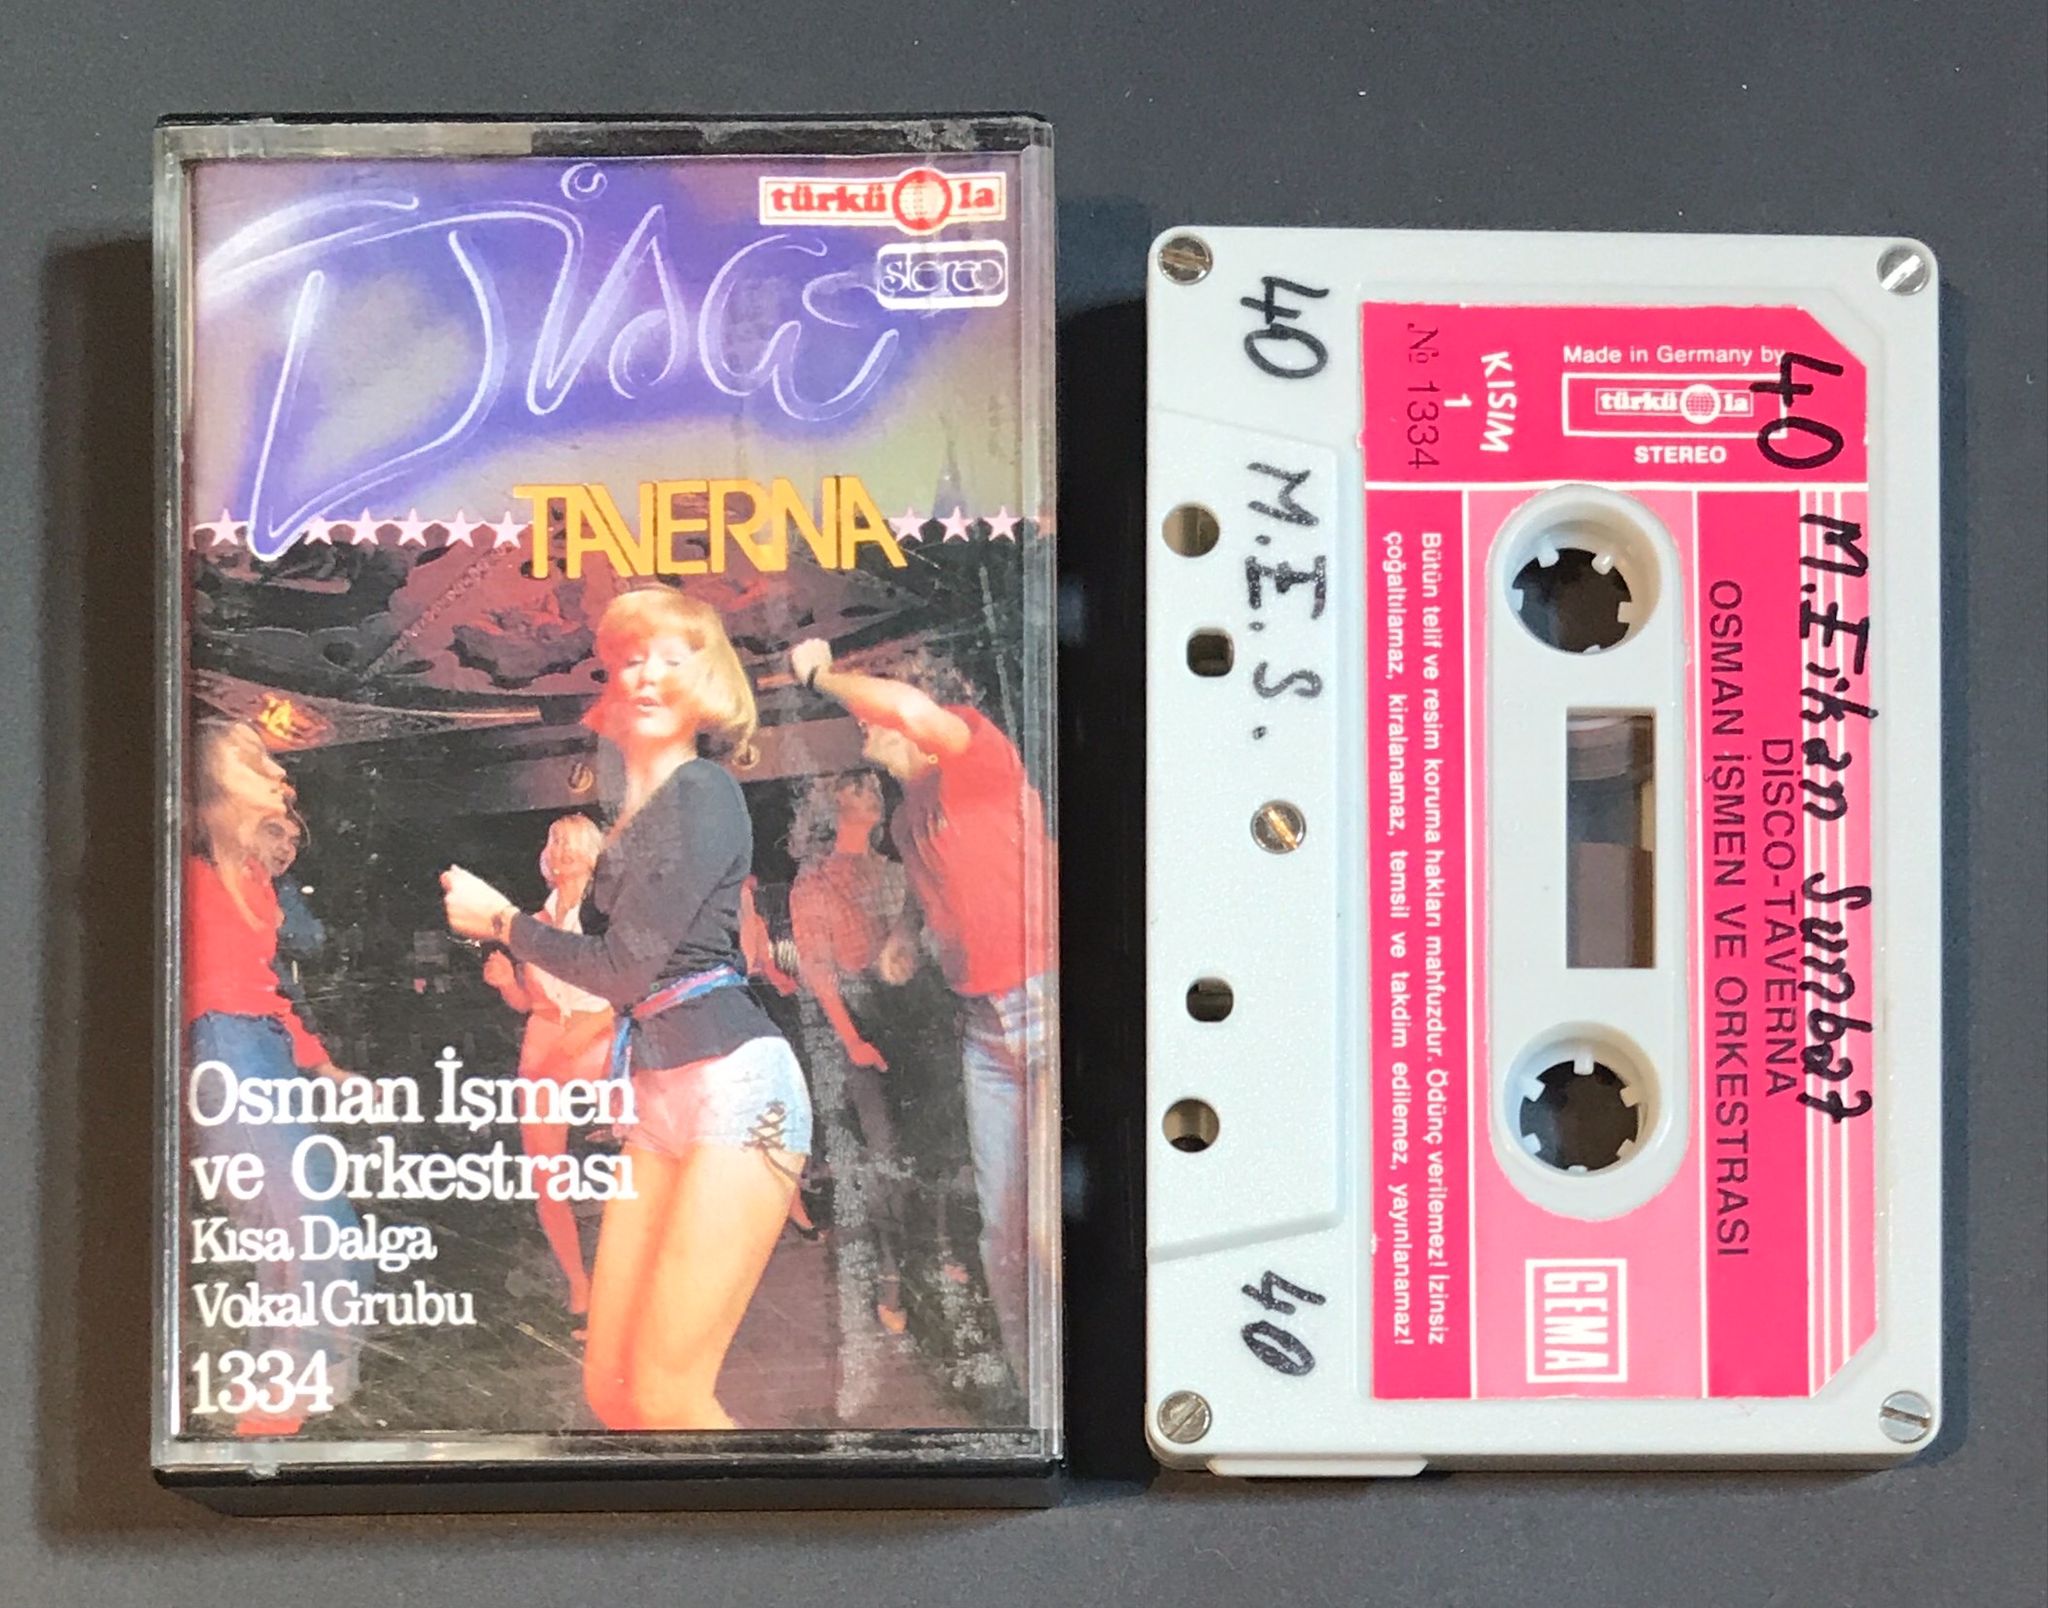 Disco
türküola
stereo
TAVERNA
Osman İşmen
ve Orkestrası
Kısa Dalga
Vokal Grubu
1334
40
M.E.S.
40
№ 1334
KISIM
1
Made in Germany by
türküola
STEREO
40
M. Erkan Sunbat
DİSCO-TAVERNA
OSMAN İŞMEN VE ORKESTRASI
GEMA
Bütün telif ve resim koruma hakları mahfuzdur. Ödünç verilemez! İzinsiz
çoğaltılamaz, kiralanamaz, temsil ve takdim edilemez, yayınlanamaz!